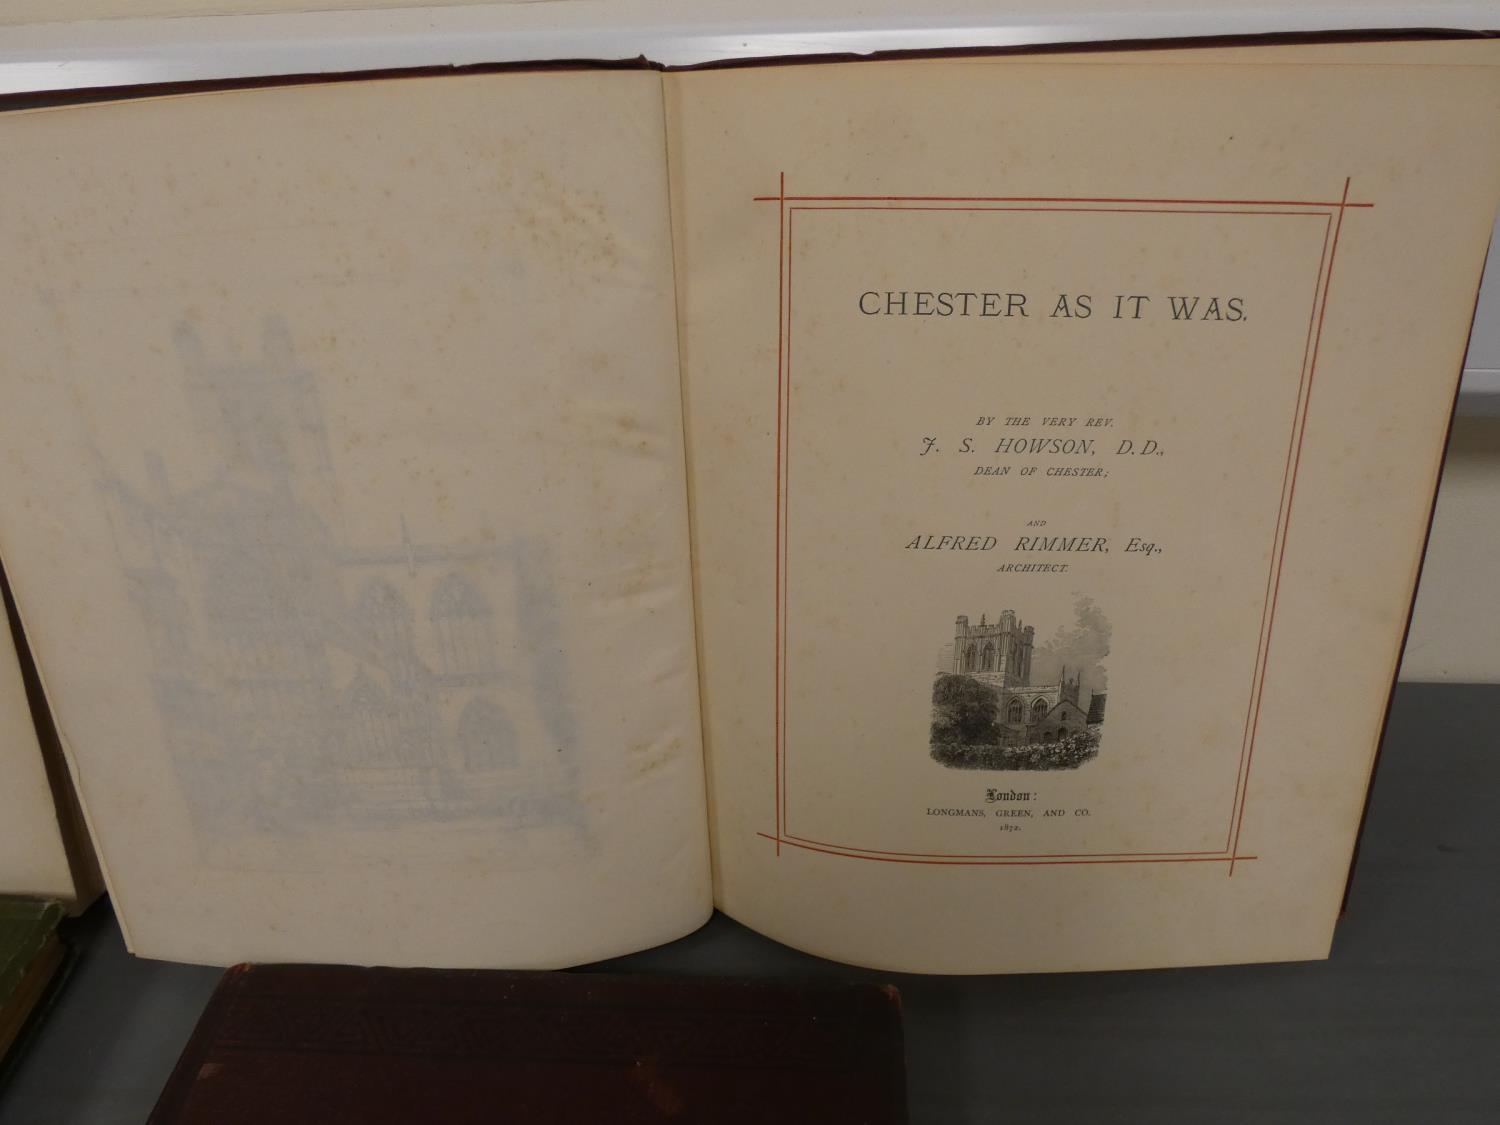 CHESTER AS IT WAS.
BY THE VERY REV.
J. S. HOWSON, D.D.,
DEAN OF CHESTER;
AND
ALFRED RIMMER, Esq.,
ARCHITECT.
London:
LONGMANS, GREEN, AND CO.
1872.